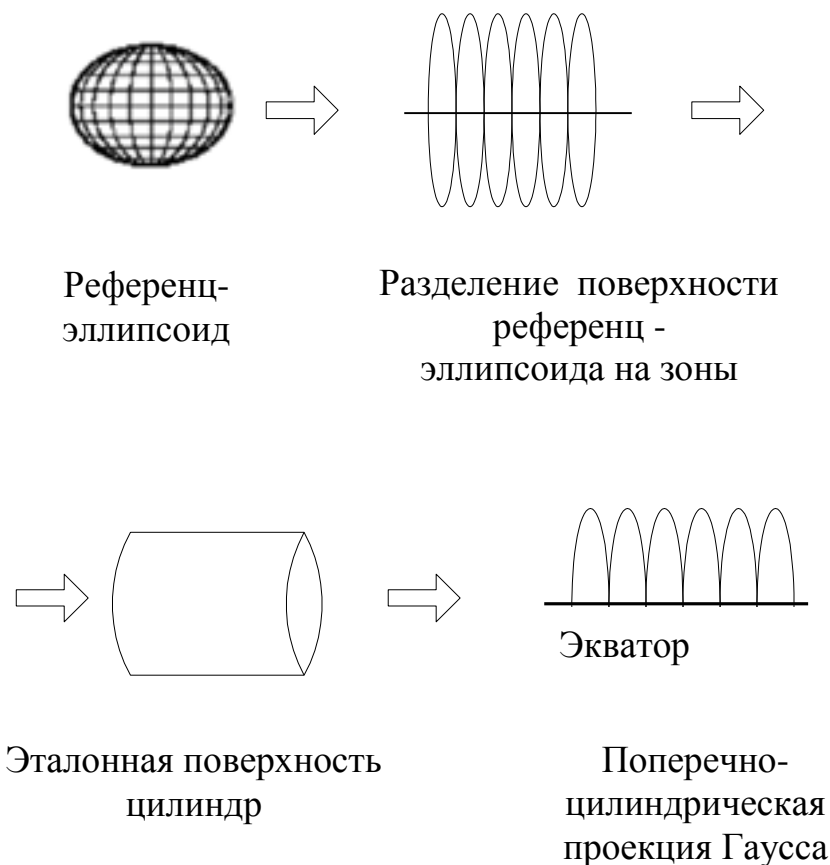 Референц-
эллипсоид
Разделение поверхности
референц -
эллипсоида на зоны
Экватор
Эталонная поверхность
цилиндр
Поперечно-
цилиндрическая
проекция Гаусса